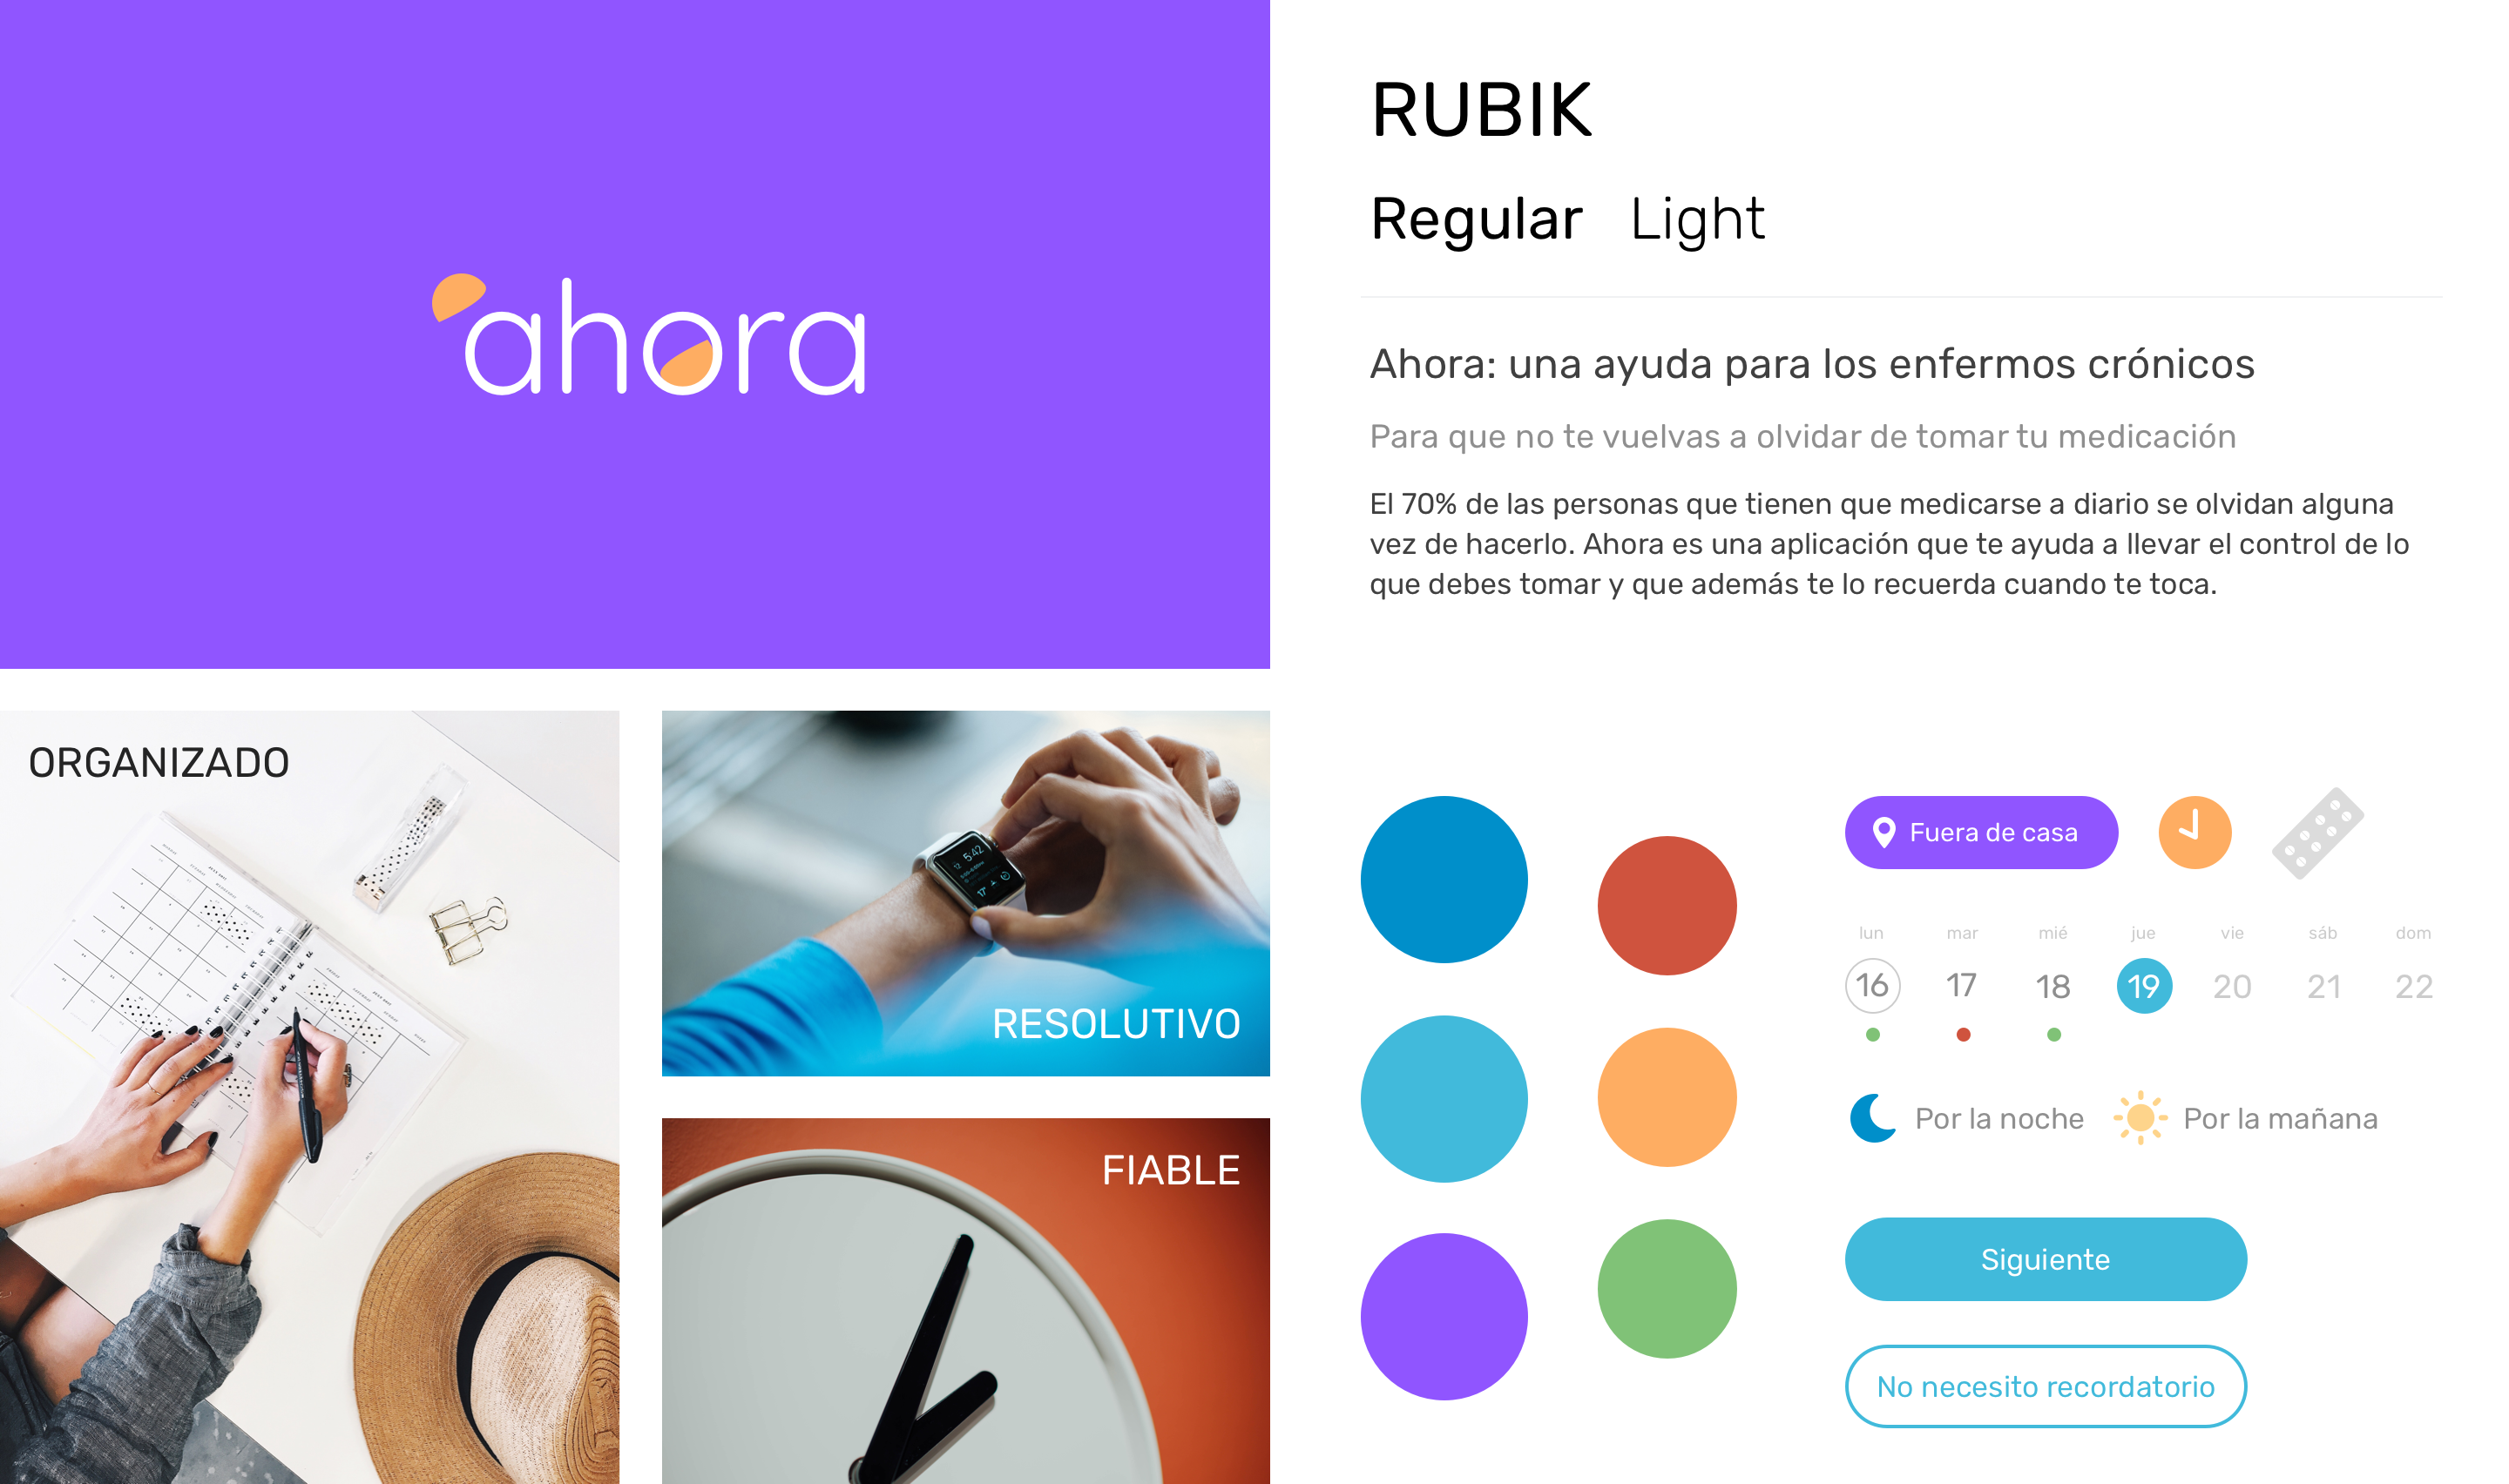 ahora
RUBIK
Regular Light
Ahora: una ayuda para los enfermos crónicos
Para que no te vuelvas a olvidar de tomar tu medicación
El 70% de las personas que tienen que medicarse a diario se olvidan alguna
vez de hacerlo. Ahora es una aplicación que te ayuda a llevar el control de lo
que debes tomar y que además te lo recuerda cuando te toca.
ORGANIZADO
5:42
17°
RESOLUTIVO
FIABLE
Fuera de casa
lun mar mié jue vie sáb dom
16 17 18 19 20 21 22
Por la noche Por la mañana
Siguiente
No necesito recordatorio